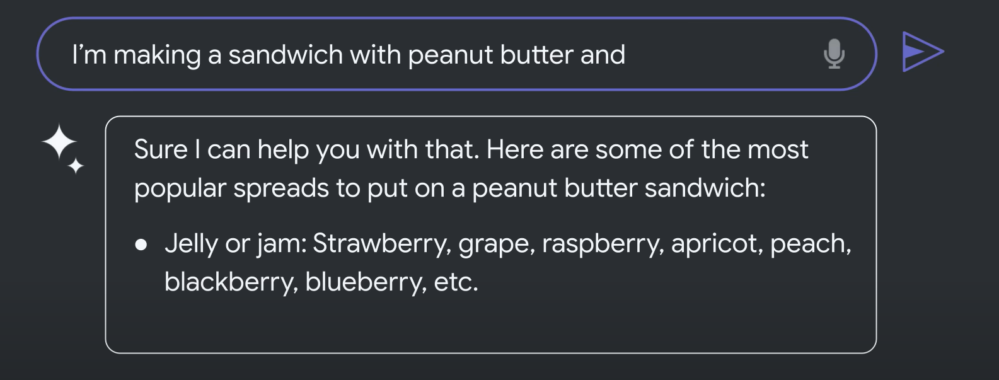 I’m making a sandwich with peanut butter and
Sure I can help you with that. Here are some of the most
popular spreads to put on a peanut butter sandwich:
● Jelly or jam: Strawberry, grape, raspberry, apricot, peach,
blackberry, blueberry, etc.